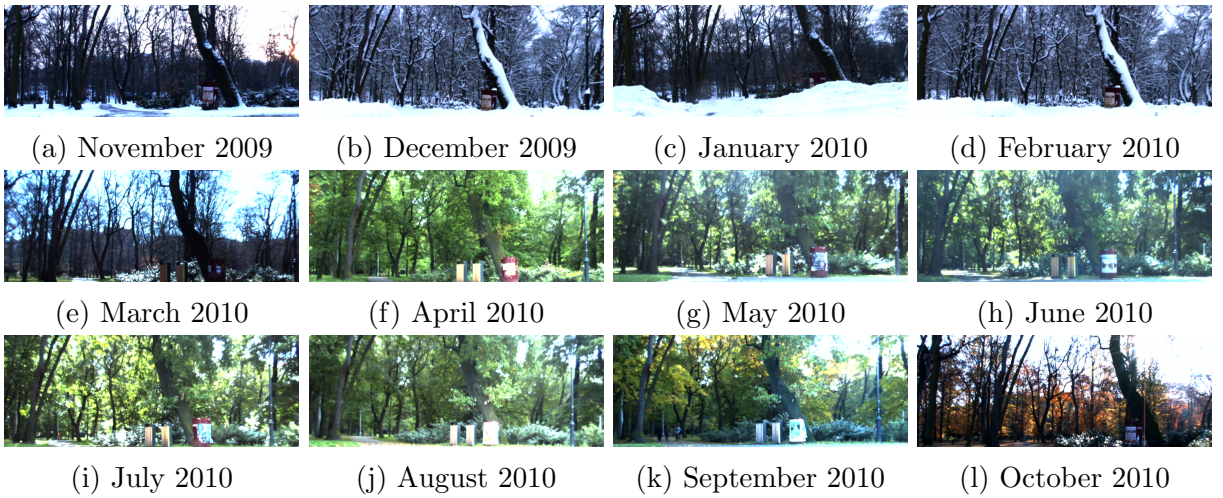 (a) November 2009 (b) December 2009 (c) January 2010 (d) February 2010
(e) March 2010 (f) April 2010 (g) May 2010 (h) June 2010
(i) July 2010 (j) August 2010 (k) September 2010 (l) October 2010